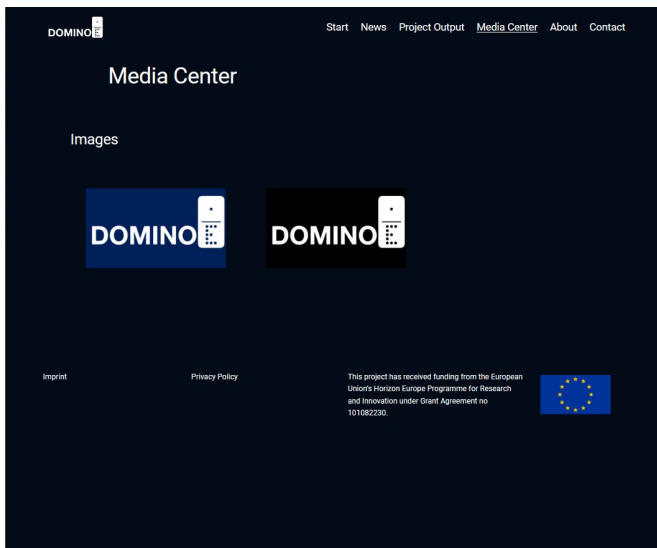 DOMINO E
Start News Project Output Media Center About Contact
Media Center
Images
DOMINO E
DOMINO E
Imprint
Privacy Policy
This project has received funding from the European
Union's Horizon Europe Programme for Research
and Innovation under Grant Agreement no
101082230.